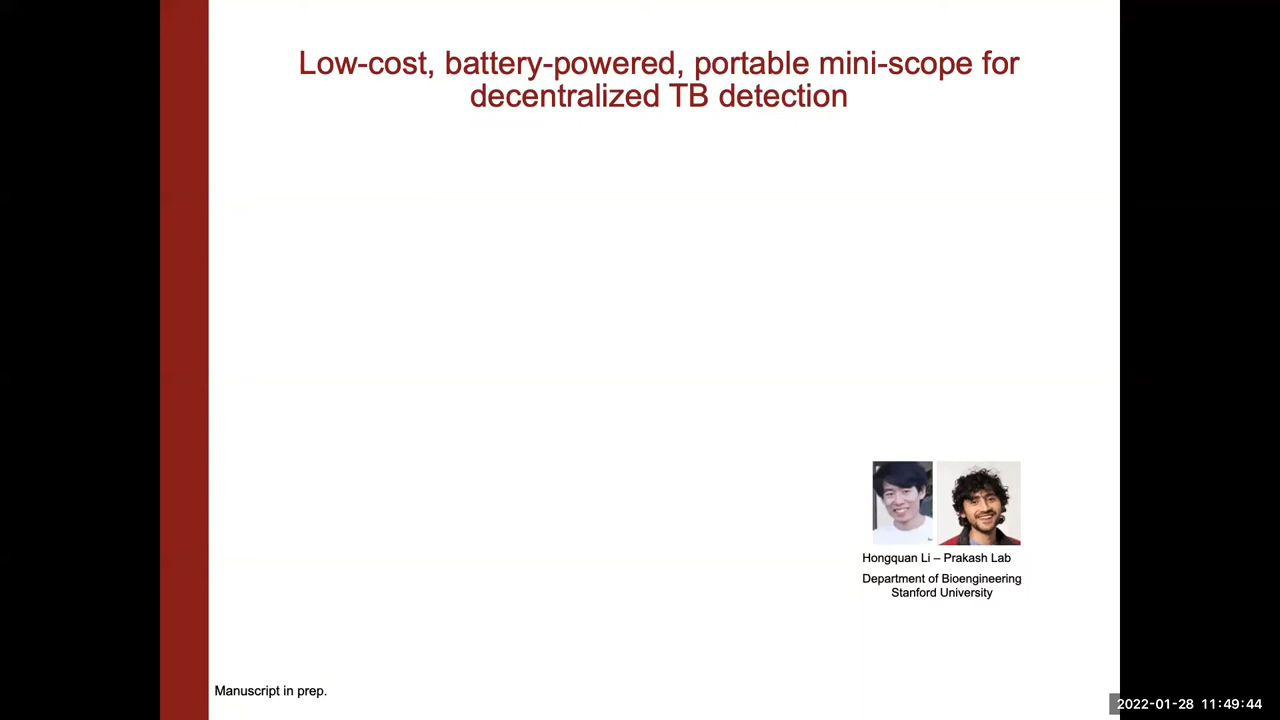 Low-cost, battery-powered, portable mini-scope for
decentralized TB detection
Hongquan Li – Prakash Lab
Department of Bioengineering
Stanford University
Manuscript in prep.
2022-01-28 11:49:44